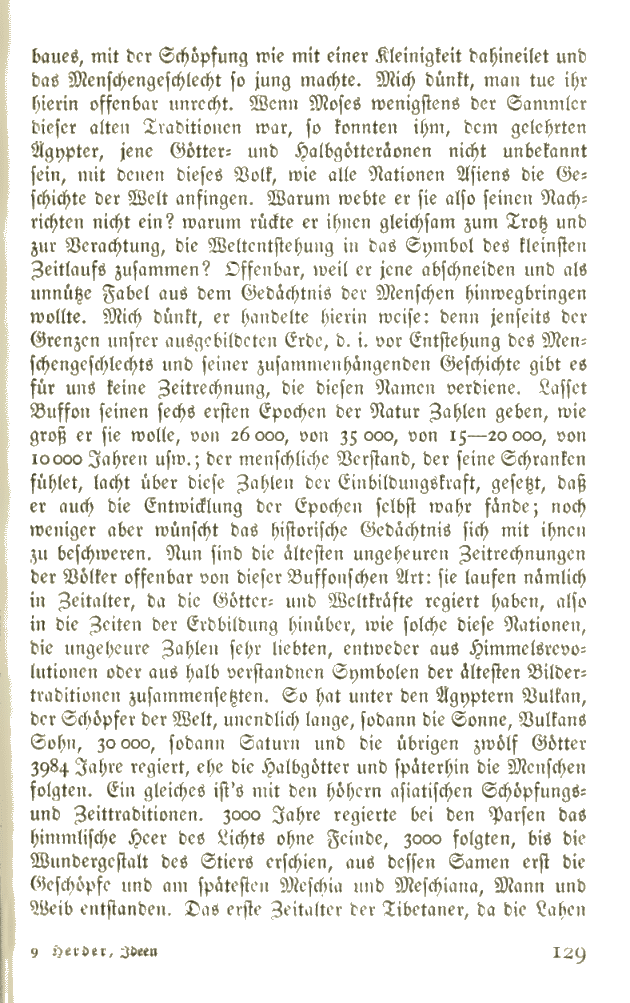 baues, mit der Schöpfung wie mit einer Kleinigkeit dahineilet und
das Menschengeschlecht so jung machte. Mich dünkt, man tue ihr
hierin offenbar unrecht. Wenn Moses wenigstens der Sammler
dieser alten Traditionen war, so konnten ihm, dem gelehrten
Ägypter, jene Götter- und Halbgötteräonen nicht unbekannt
sein, mit denen dieses Volk, wie alle Nationen Asiens die Ge-
schichte der Welt anfingen. Warum webte er sie also seinen Nach-
richten nicht ein? warum rückte er ihnen gleichsam zum Trotz und
zur Verachtung, die Weltentstehung in das Symbol des kleinsten
Zeitlaufs zusammen? Offenbar, weil er jene abschneiden und als
unnütze Fabel aus dem Gedächtnis der Menschen hinwegbringen
wollte. Mich dünkt, er handelte hierin weise: denn jenseits der
Grenzen unsrer ausgebildeten Erde, d. i. vor Entstehung des Men-
schengeschlechts und seiner zusammenhängenden Geschichte gibt es
für uns keine Zeitrechnung, die diesen Namen verdiene. Lasset
Buffon seinen sechs ersten Epochen der Natur Zahlen geben, wie
groß er sie wolle, von 26 000, von 35 000, von 15—20 000, von
10 000 Jahren usw.; der menschliche Verstand, der seine Schranken
fühlet, lacht über diese Zahlen der Einbildungskraft, gesetzt, daß
er auch die Entwicklung der Epochen selbst wahr fände; noch
weniger aber wünscht das historische Gedächtnis sich mit ihnen
zu beschweren. Nun sind die ältesten ungeheuren Zeitrechnungen
der Völker offenbar von dieser Buffonschen Art: sie laufen nämlich
in Zeitalter, da die Götter- und Weltkräfte regiert haben, also
in die Zeiten der Erdbildung hinüber, wie solche diese Nationen,
die ungeheure Zahlen sehr liebten, entweder aus Himmelsrevo-
lutionen oder aus halb verstandnen Symbolen der ältesten Bilder-
traditionen zusammensetzten. So hat unter den Ägyptern Vulkan,
der Schöpfer der Welt, unendlich lange, sodann die Sonne, Vulkans
Sohn, 30 000, sodann Saturn und die übrigen zwölf Götter
3984 Jahre regiert, ehe die Halbgötter und späterhin die Menschen
folgten. Ein gleiches ist's mit den höhern asiatischen Schöpfungs-
und Zeittraditionen. 3000 Jahre regierte bei den Parsen das
himmlische Heer des Lichts ohne Feinde, 3000 folgten, bis die
Wundergestalt des Stiers erschien, aus dessen Samen erst die
Geschöpfe und am spätesten Meschia und Meschiana, Mann und
Weib entstanden. Das erste Zeitalter der Tibetaner, da die Lahen
9 Herder, Ideen
129